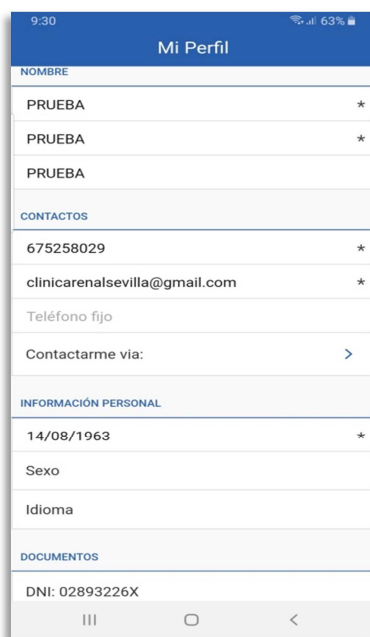 9:30
63%
Mi Perfil
NOMBRE
PRUEBA *
PRUEBA *
PRUEBA
CONTACTOS
675258029 *
clinicarenalsevilla@gmail.com *
Teléfono fijo
Contactarme via: >
INFORMACIÓN PERSONAL
14/08/1963 *
Sexo
Idioma
DOCUMENTOS
DNI: 02893226X